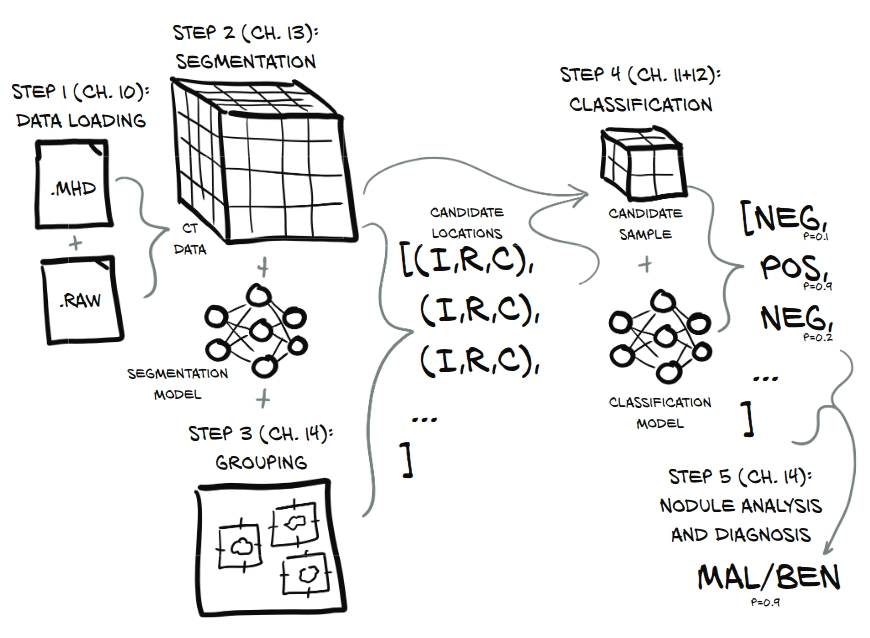 STEP 1 (CH. 10):
DATA LOADING
.MHD
+
.RAW
STEP 2 (CH. 13):
SEGMENTATION
CT
DATA
+
SEGMENTATION
MODEL
+
STEP 3 (CH. 14):
GROUPING
CANDIDATE
LOCATIONS
[(I,R,C),
(I,R,C),
(I,R,C),
...
]
STEP 4 (CH. 11+12):
CLASSIFICATION
CANDIDATE
SAMPLE
+
CLASSIFICATION
MODEL
[NEG,
P=0.1
POS,
P=0.9
NEG,
P=0.2
...
]
STEP 5 (CH. 14):
NODULE ANALYSIS
AND DIAGNOSIS
MAL/BEN
P=0.9